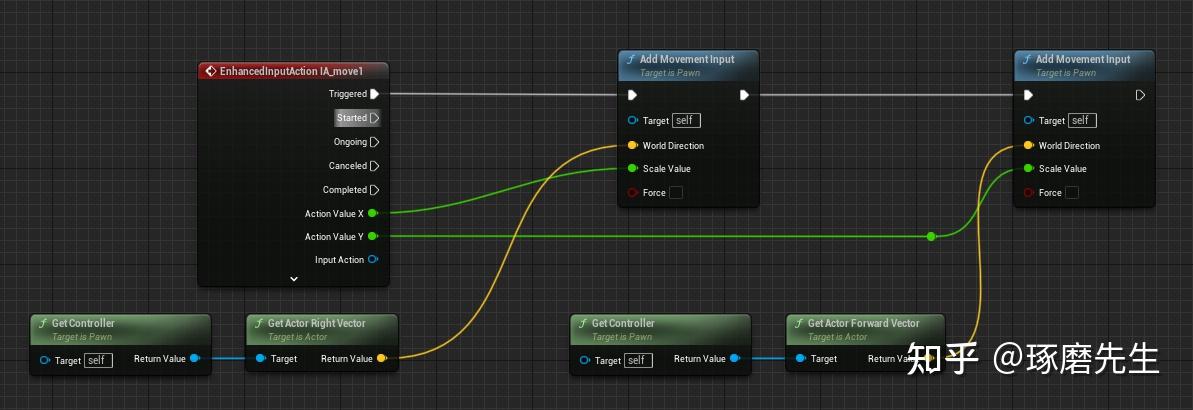 EnhancedInputAction IA_move1
Triggered
Started
Ongoing
Canceled
Completed
Action Value X
Action Value Y
Input Action
f Add Movement Input
Target is Pawn
Target self
World Direction
Scale Value
Force
f Add Movement Input
Target is Pawn
Target self
World Direction
Scale Value
Force
f Get Controller
Target is Pawn
Target self Return Value
f Get Actor Right Vector
Target is Actor
Target Return Value
f Get Controller
Target is Pawn
Target self Return Value
f Get Actor Forward Vector
Target is Actor
Target Return Value
知乎 @琢磨先生